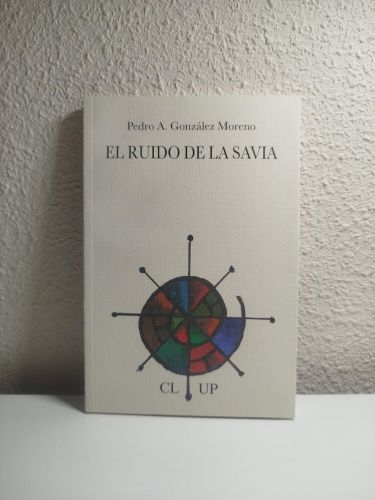 Pedro A. González Moreno
EL RUIDO DE LA SAVIA
CL UP